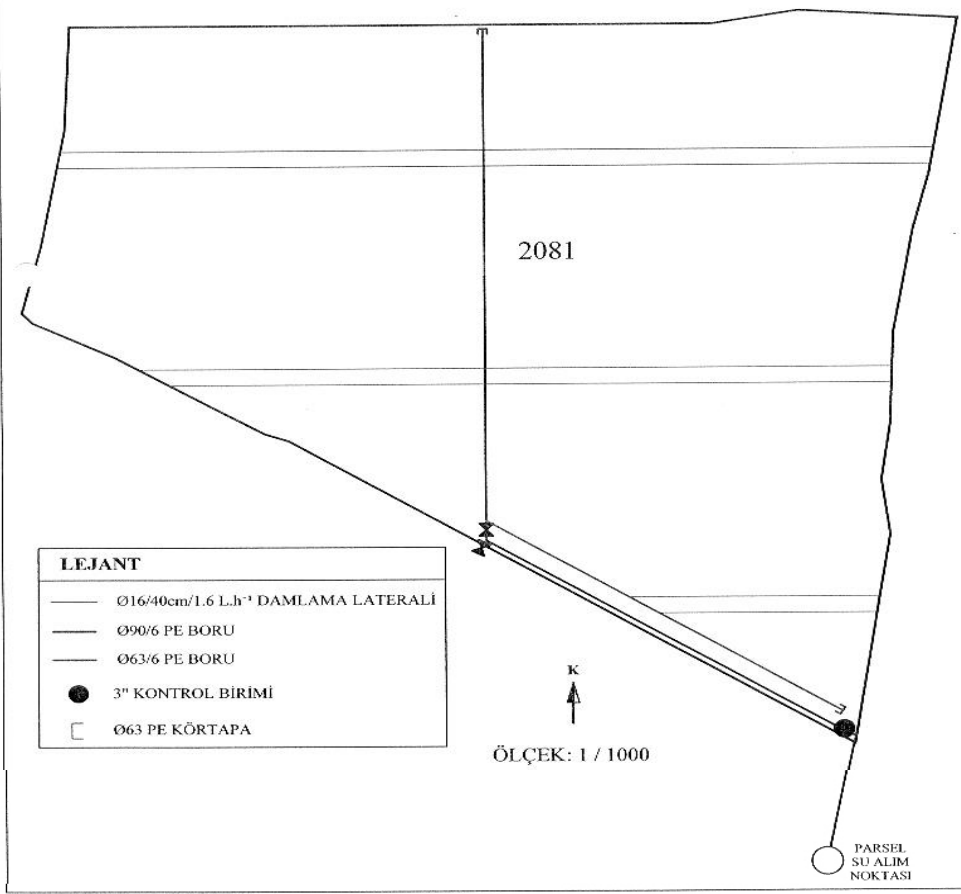 2081
LEJANT
Ø16/40cm/1.6 L.h⁻¹ DAMLAMA LATERALİ
Ø90/6 PE BORU
Ø63/6 PE BORU
3" KONTROL BİRİMİ
Ø63 PE KÖRTAPA
K
ÖLÇEK: 1 / 1000
PARSEL
SU ALIM
NOKTASI